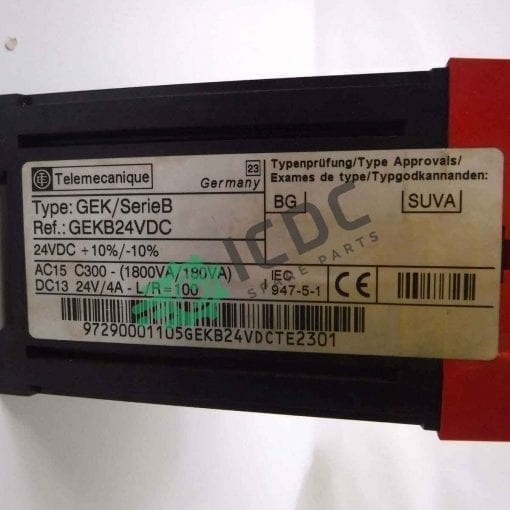 Telemecanique
23
Germany
Type: GEK/SerieB
Ref.: GEKB24VDC
24VDC +10%/-10%
AC15 C300 - (1800VA/180VA)
DC13 24V/4A - L/R=100
IEC
947-5-1
CE
Typenprüfung/Type Approvals/
Exames de type/Typgodkannanden:
BG
SUVA
97290001105GEKB24VDCTE2301
ICDC
SPARE PARTS